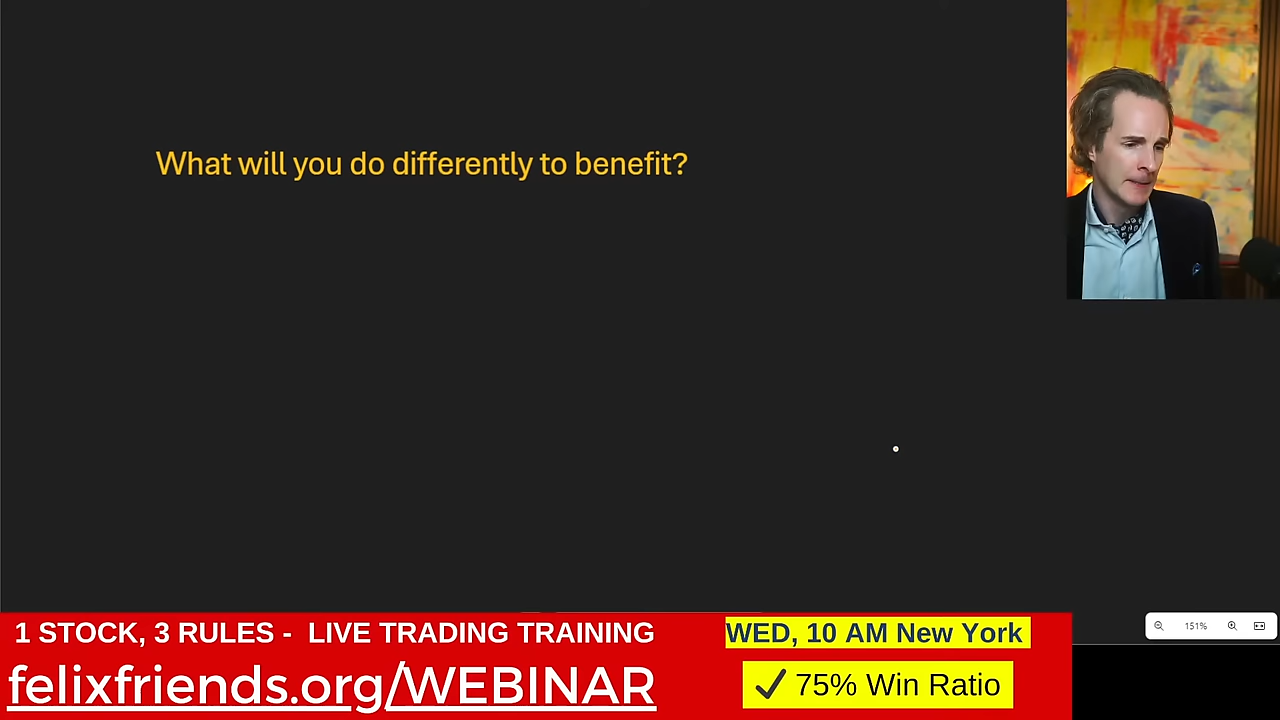 What will you do differently to benefit?
151%
1 STOCK, 3 RULES - LIVE TRADING TRAINING
WED, 10 AM New York
felixfriends.org/WEBINAR
75% Win Ratio